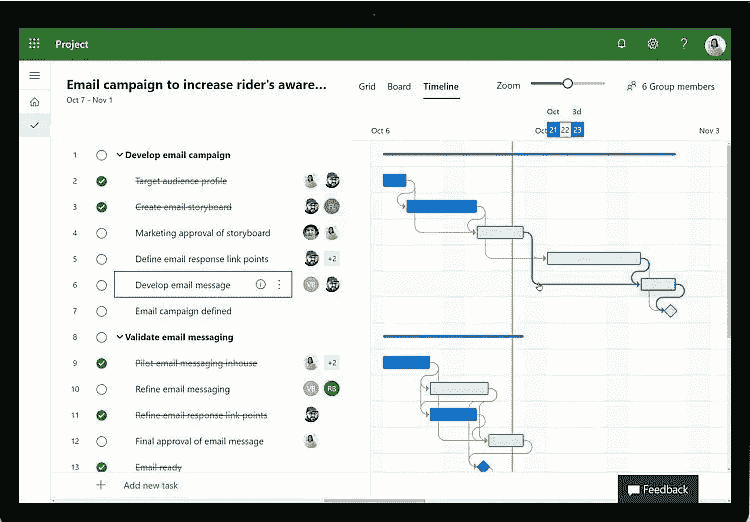 Project
?
Email campaign to increase rider's aware...
Oct 7 - Nov 1
Grid Board Timeline
Zoom
6 Group members
Oct 3d
Oct 6
Oct 21 22 23
Nov 3
1 Develop email campaign
2 Target audience profile
3 Create email storyboard
4 Marketing approval of storyboard
5 Define email response link points +2
6 Develop email message VB
7 Email campaign defined
8 Validate email messaging
9 Pilot email messaging inhouse +2
10 Refine email messaging VB RB
11 Refine email response link points
12 Final approval of email message
13 Email ready
+ Add new task
Feedback